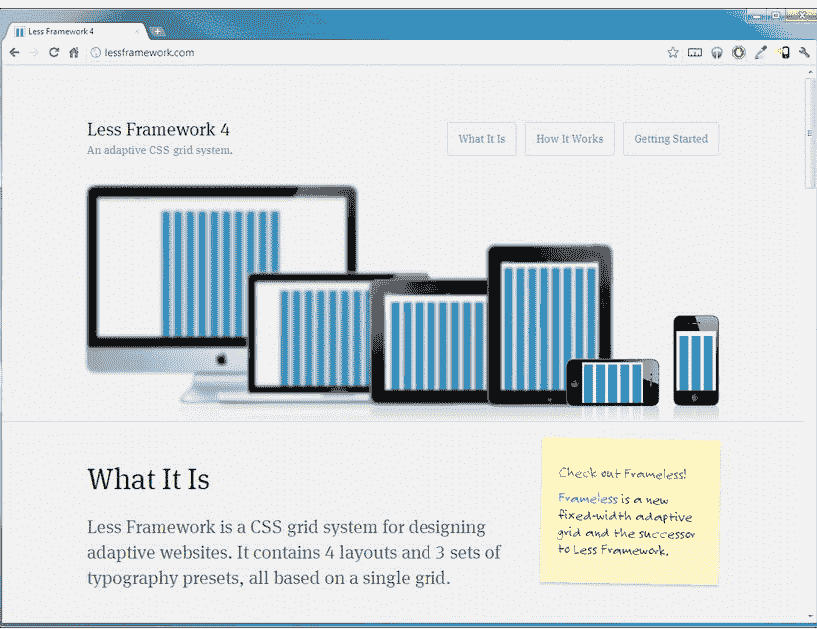 Less Framework 4
lessframework.com
Less Framework 4
An adaptive CSS grid system.
What It Is
How It Works
Getting Started
What It Is
Less Framework is a CSS grid system for designing
adaptive websites. It contains 4 layouts and 3 sets of
typography presets, all based on a single grid.
Check out Frameless!
Frameless is a new
fixed-width adaptive
grid and the successor
to Less Framework.